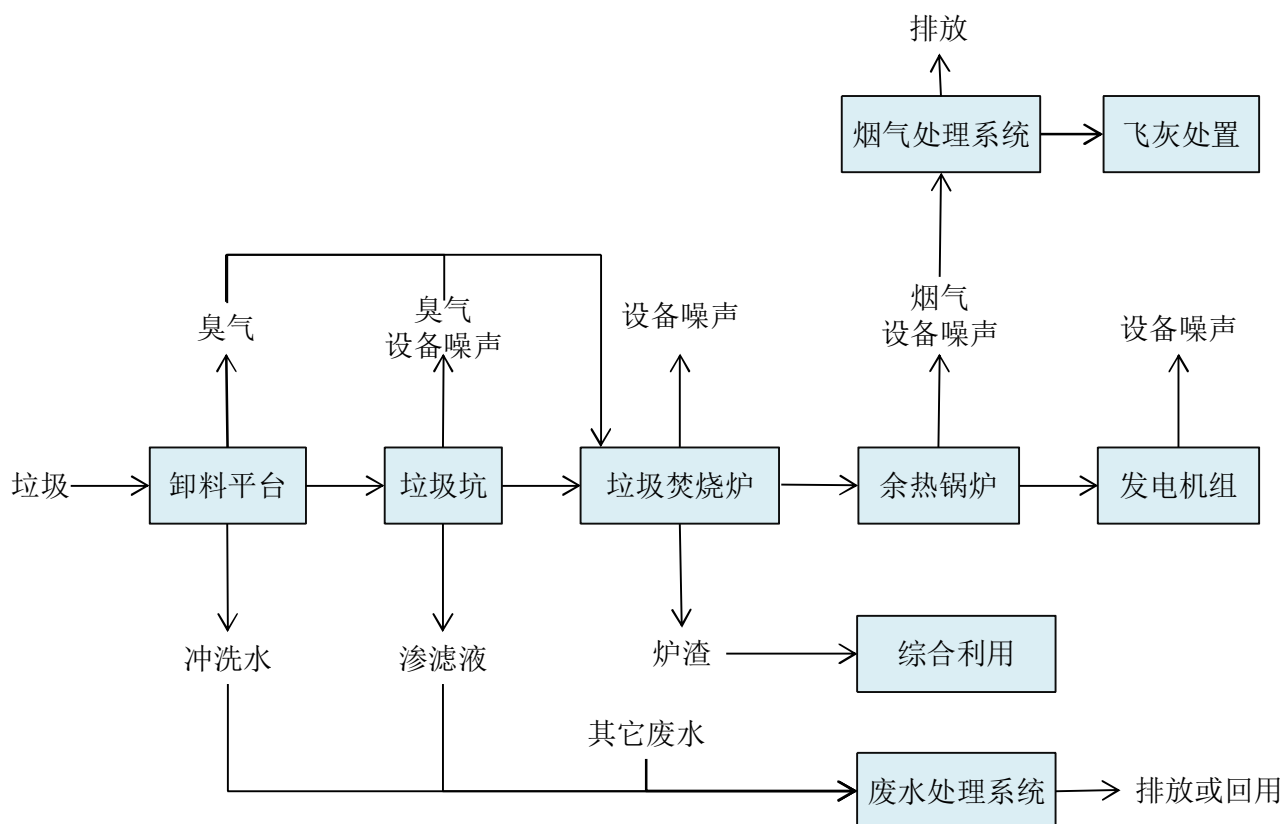 排放
烟气处理系统
飞灰处置
臭气
臭气
设备噪声
设备噪声
烟气
设备噪声
设备噪声
垃圾
卸料平台
垃圾坑
垃圾焚烧炉
余热锅炉
发电机组
冲洗水
渗滤液
炉渣
综合利用
其它废水
废水处理系统
排放或回用